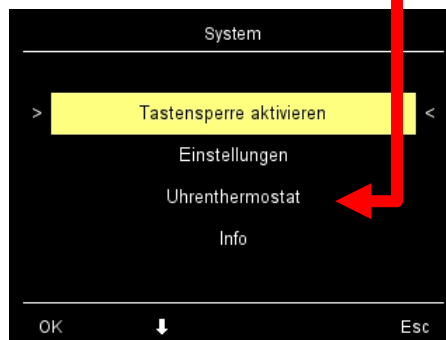 System
> Tastensperre aktivieren <
Einstellungen
Uhrenthermostat
Info
OK ⬇ Esc